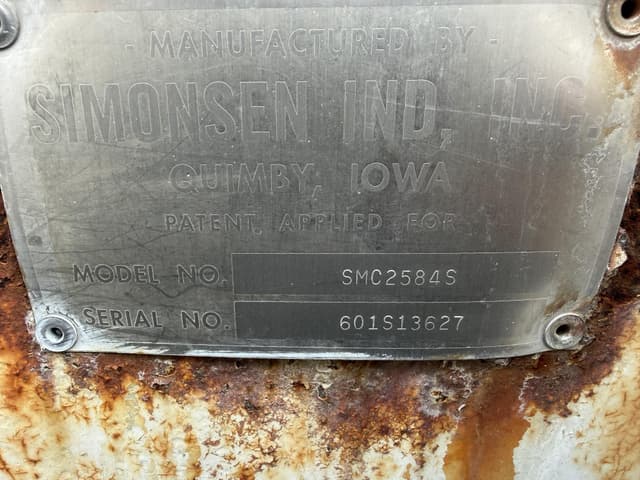 - MANUFACTURED BY -
SIMONSEN IND, INC.
QUIMBY, IOWA
PATENT APPLIED FOR
MODEL NO. SMC2584S
SERIAL NO. 601S13627